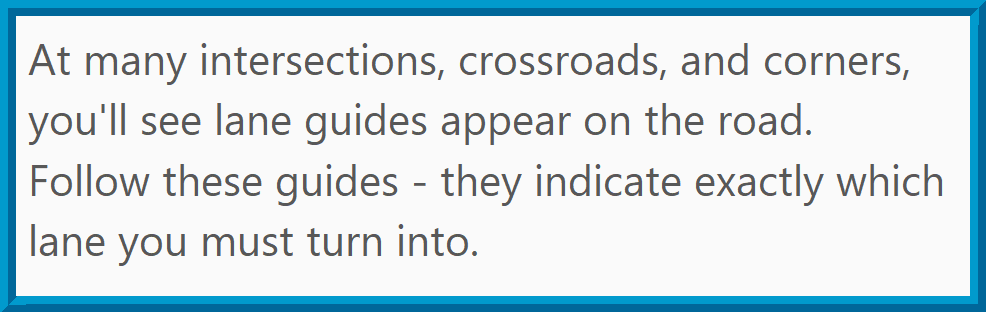 At many intersections, crossroads, and corners,
you'll see lane guides appear on the road.
Follow these guides - they indicate exactly which
lane you must turn into.